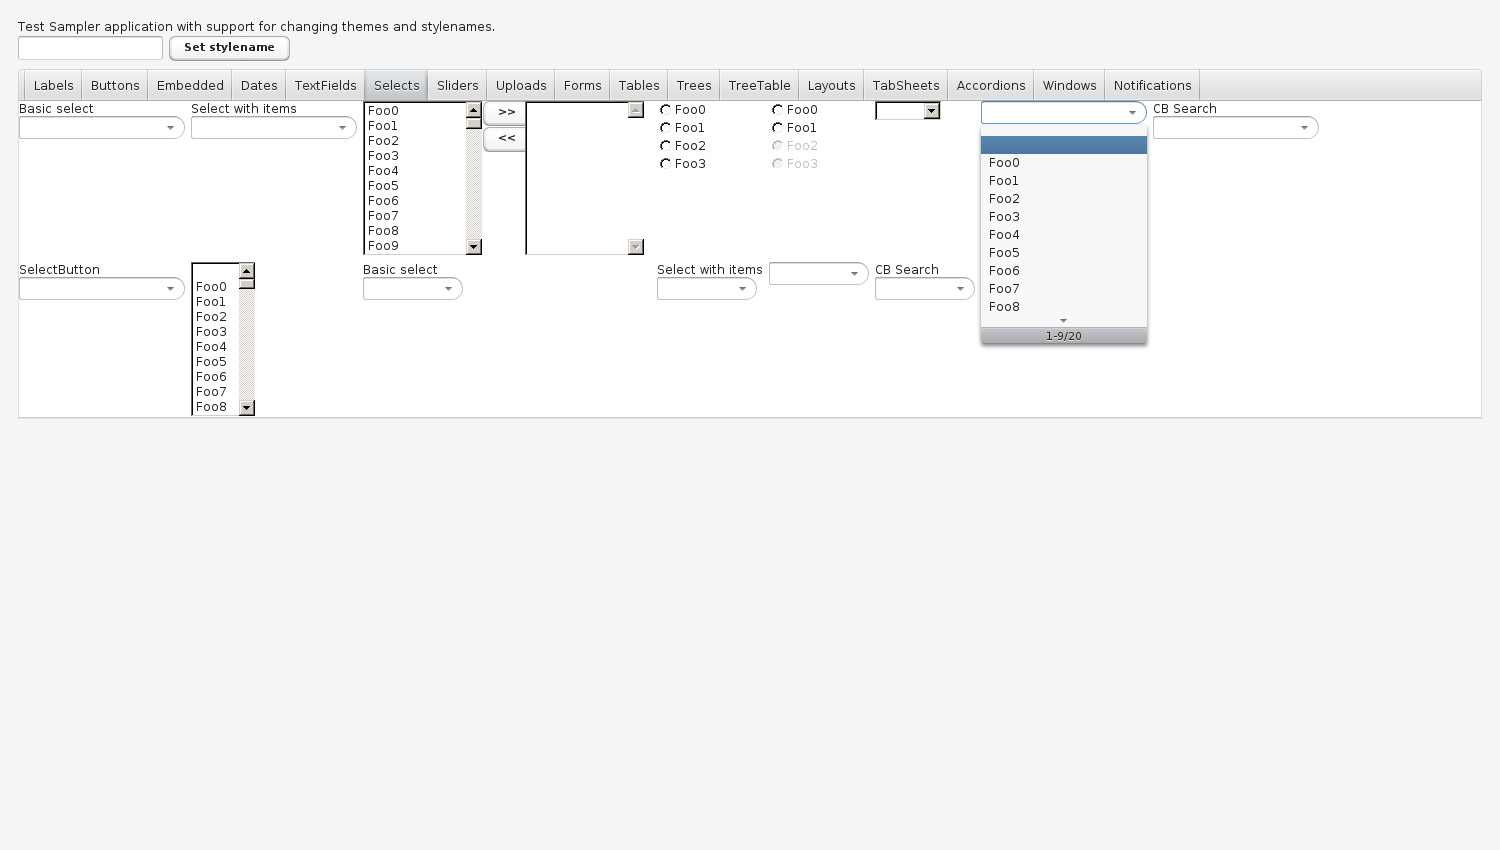 Test Sampler application with support for changing themes and stylenames.
Set stylename
Labels Buttons Embedded Dates TextFields Selects Sliders Uploads Forms Tables Trees TreeTable Layouts TabSheets Accordions Windows Notifications
Basic select
Select with items
Foo0
Foo1
Foo2
Foo3
Foo4
Foo5
Foo6
Foo7
Foo8
Foo9
>>
<<
Foo0
Foo1
Foo2
Foo3
Foo0
Foo1
Foo2
Foo3
Foo0
Foo1
Foo2
Foo3
Foo4
Foo5
Foo6
Foo7
Foo8
1-9/20
CB Search
SelectButton
Foo0
Foo1
Foo2
Foo3
Foo4
Foo5
Foo6
Foo7
Foo8
Basic select
Select with items
CB Search